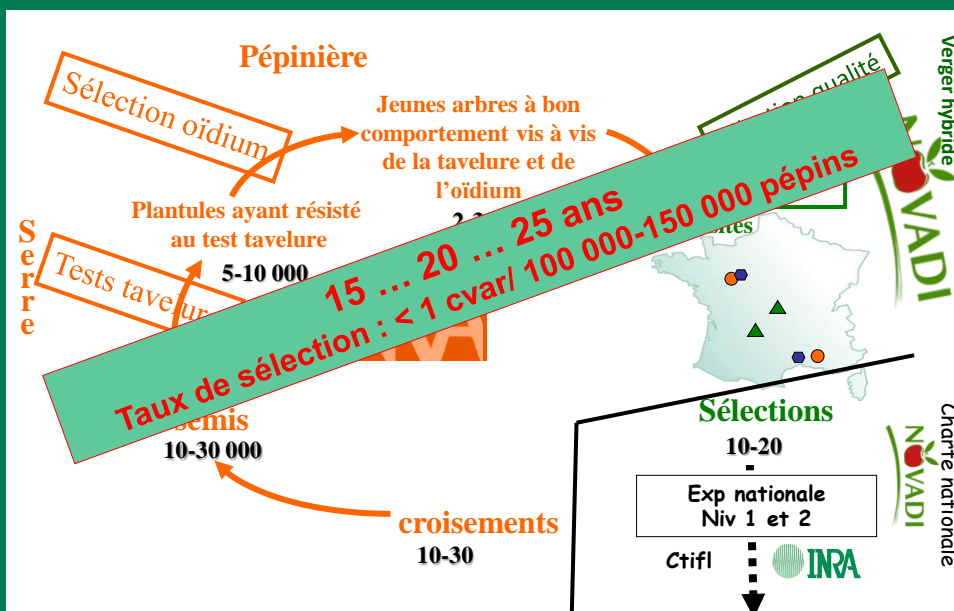 Pépinière
Sélection oïdium
Jeunes arbres à bon
comportement vis à vis
de la tavelure et de
l'oïdium
qualité
Verger hybride
NOVADI
Plantules ayant résisté
au test tavelure
5-10 000
Serre
Tests
15 ... 20 ... 25 ans
Taux de sélection : < 1 cvar/ 100 000-150 000 pépins
semis
10-30 000
croisements
10-30
Sélections
10-20
Exp nationale
Niv 1 et 2
Ctifl
INRA
NOVADI
Charte nationale